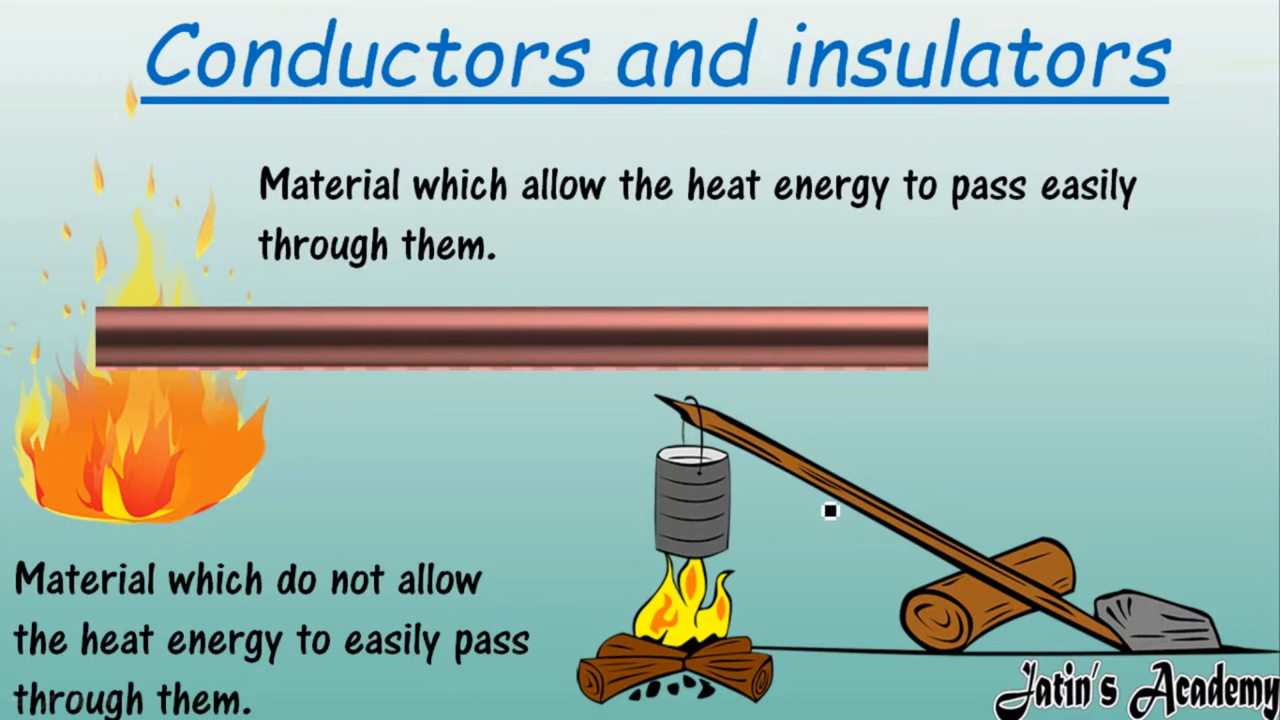 Conductors and insulators
Material which allow the heat energy to pass easily
through them.
Material which do not allow
the heat energy to easily pass
through them.
Jatin's Academy